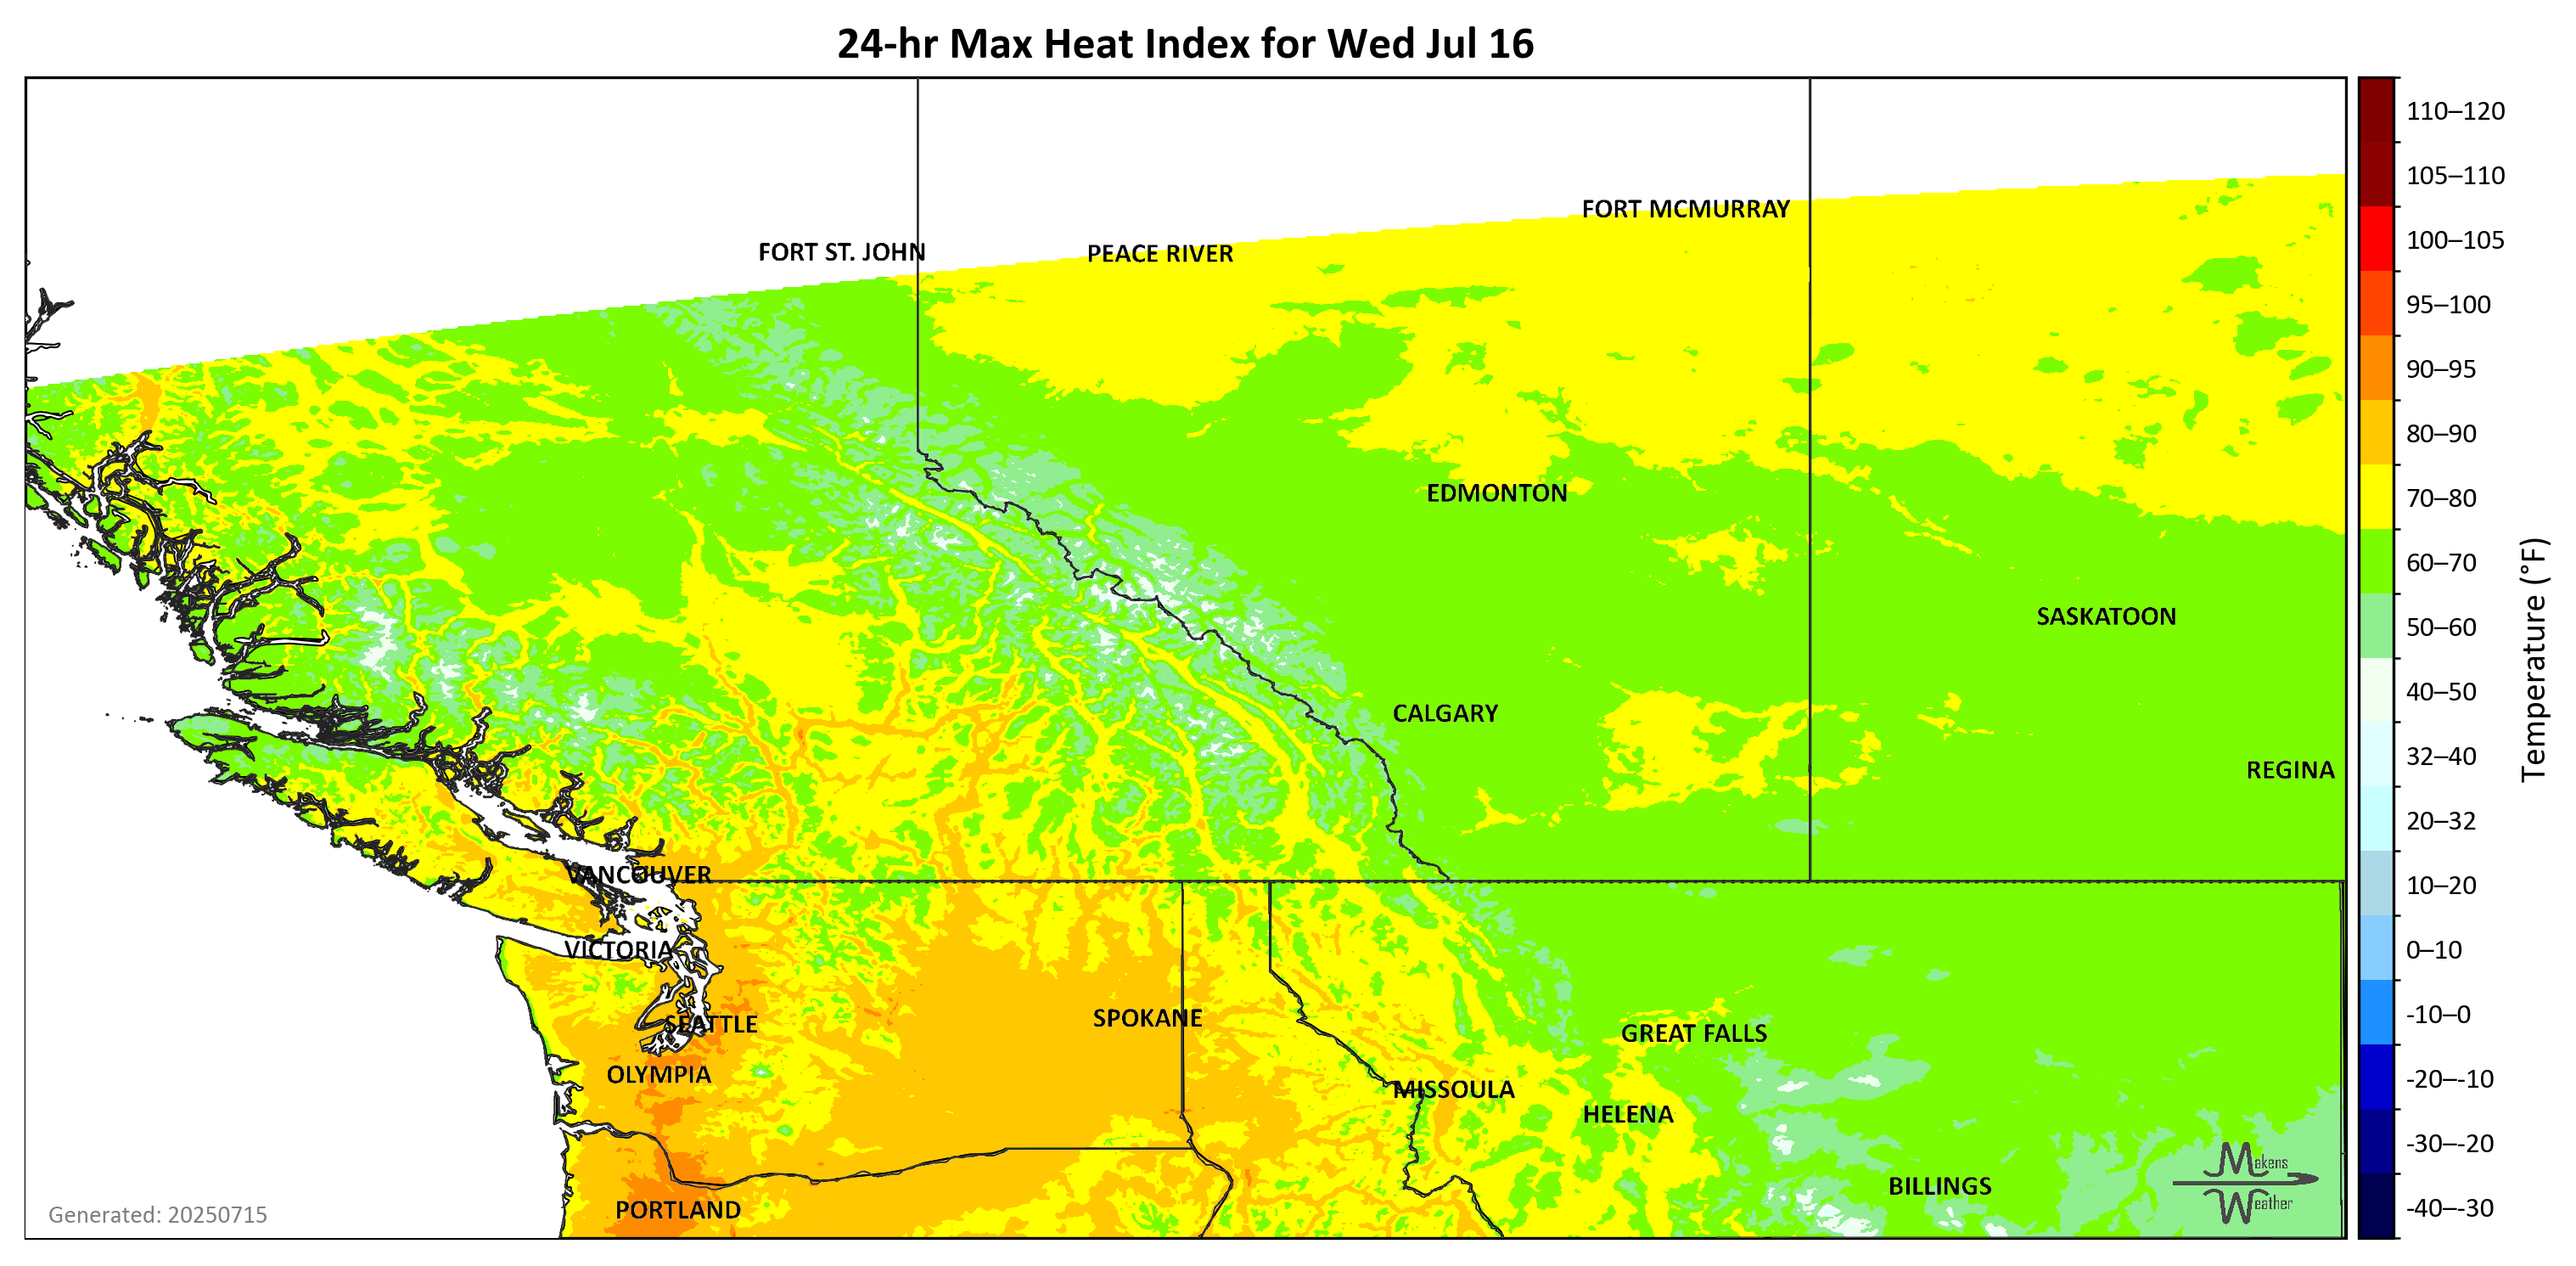 24-hr Max Heat Index for Wed Jul 16
FORT MCMURRAY
FORT ST. JOHN
PEACE RIVER
EDMONTON
SASKATOON
CALGARY
REGINA
VANCOUVER
VICTORIA
SPOKANE
SEATTLE
GREAT FALLS
OLYMPIA
MISSOULA
HELENA
BILLINGS
PORTLAND
Makens
Weather
Generated: 20250715
110–120
105–110
100–105
95–100
90–95
80–90
70–80
60–70
50–60
40–50
32–40
20–32
10–20
0–10
-10–0
-20–-10
-30–-20
-40–-30
Temperature (°F)